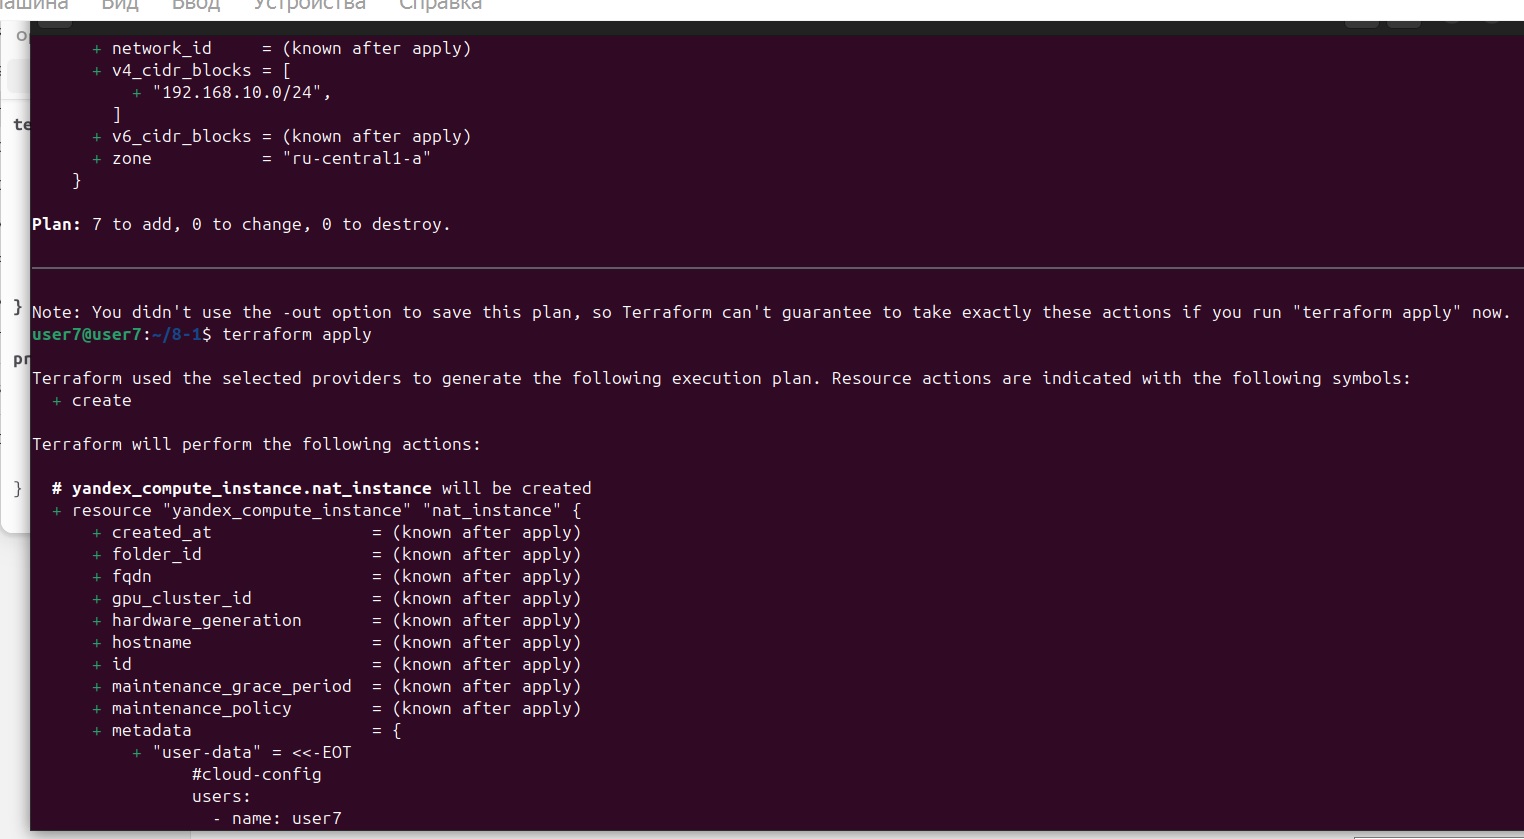 Вид Ввод Устройства Справка
+ network_id     = (known after apply)
+ v4_cidr_blocks = [
+ "192.168.10.0/24",
]
+ v6_cidr_blocks = (known after apply)
+ zone           = "ru-central1-a"
}
Plan: 7 to add, 0 to change, 0 to destroy.
Note: You didn't use the -out option to save this plan, so Terraform can't guarantee to take exactly these actions if you run "terraform apply" now.
user7@user7:~/8-1$ terraform apply
Terraform used the selected providers to generate the following execution plan. Resource actions are indicated with the following symbols:
+ create
Terraform will perform the following actions:
# yandex_compute_instance.nat_instance will be created
+ resource "yandex_compute_instance" "nat_instance" {
+ created_at                = (known after apply)
+ folder_id                 = (known after apply)
+ fqdn                      = (known after apply)
+ gpu_cluster_id            = (known after apply)
+ hardware_generation       = (known after apply)
+ hostname                  = (known after apply)
+ id                        = (known after apply)
+ maintenance_grace_period  = (known after apply)
+ maintenance_policy        = (known after apply)
+ metadata                  = {
+ "user-data" = <<-EOT
#cloud-config
users:
- name: user7